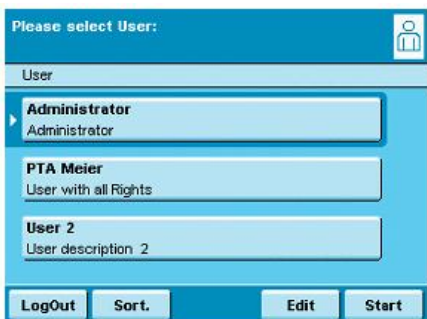 Please select User:
User
Administrator
Administrator
PTA Meier
User with all Rights
User 2
User description 2
LogOut Sort. Edit Start